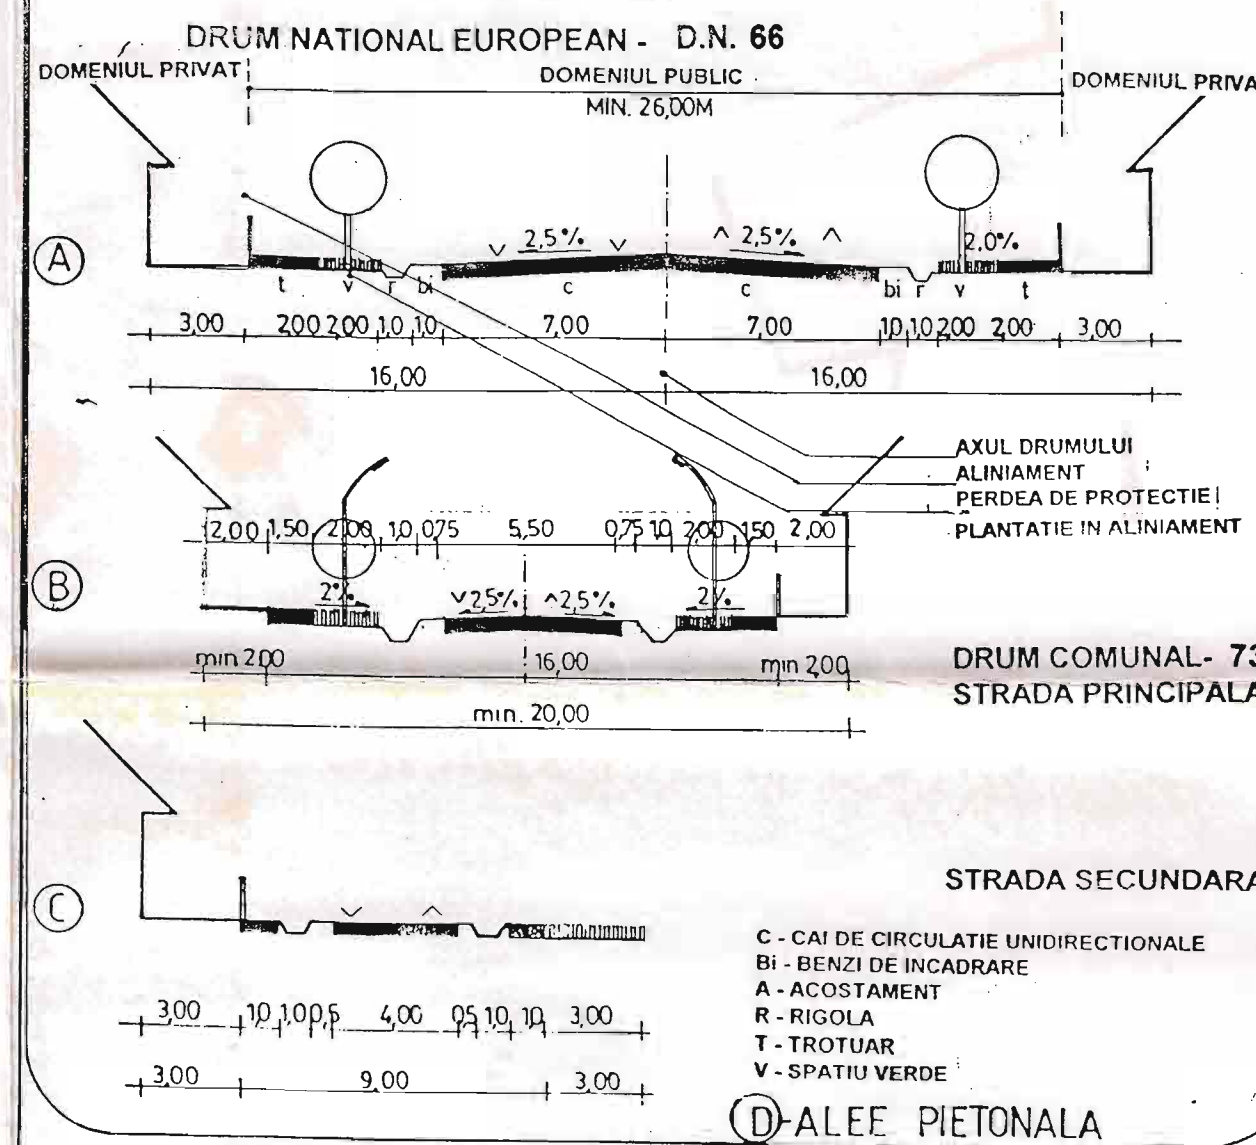 DRUM NATIONAL EUROPEAN - D.N. 66
DOMENIUL PRIVAT
DOMENIUL PUBLIC
DOMENIUL PRIVA
MIN. 26,00M
A
2,5%
2,5%
2,0%
t v r bi c c bi r v t
3,00 2,00 2,00 1,0 1,0 7,00 7,00 1,0 1,0 2,00 2,00 3,00
16,00 16,00
AXUL DRUMULUI
ALINIAMENT
PERDEA DE PROTECTIE
PLANTATIE IN ALINIAMENT
2,00 1,50 2,00 1,0 0,75 5,50 0,75 1,0 2,00 1,50 2,00
B
2% 2,5% 2,5% 2%
min 2,00 16,00 min 2,00
min. 20,00
DRUM COMUNAL- 73
STRADA PRINCIPALA
STRADA SECUNDARA
C
C - CAI DE CIRCULATIE UNIDIRECTIONALE
Bi - BENZI DE INCADRARE
A - ACOSTAMENT
R - RIGOLA
T - TROTUAR
V - SPATIU VERDE
3,00 1,0 1,0 0,5 4,00 0,5 1,0 1,0 3,00
3,00 9,00 3,00
D-ALEE PIETONALA